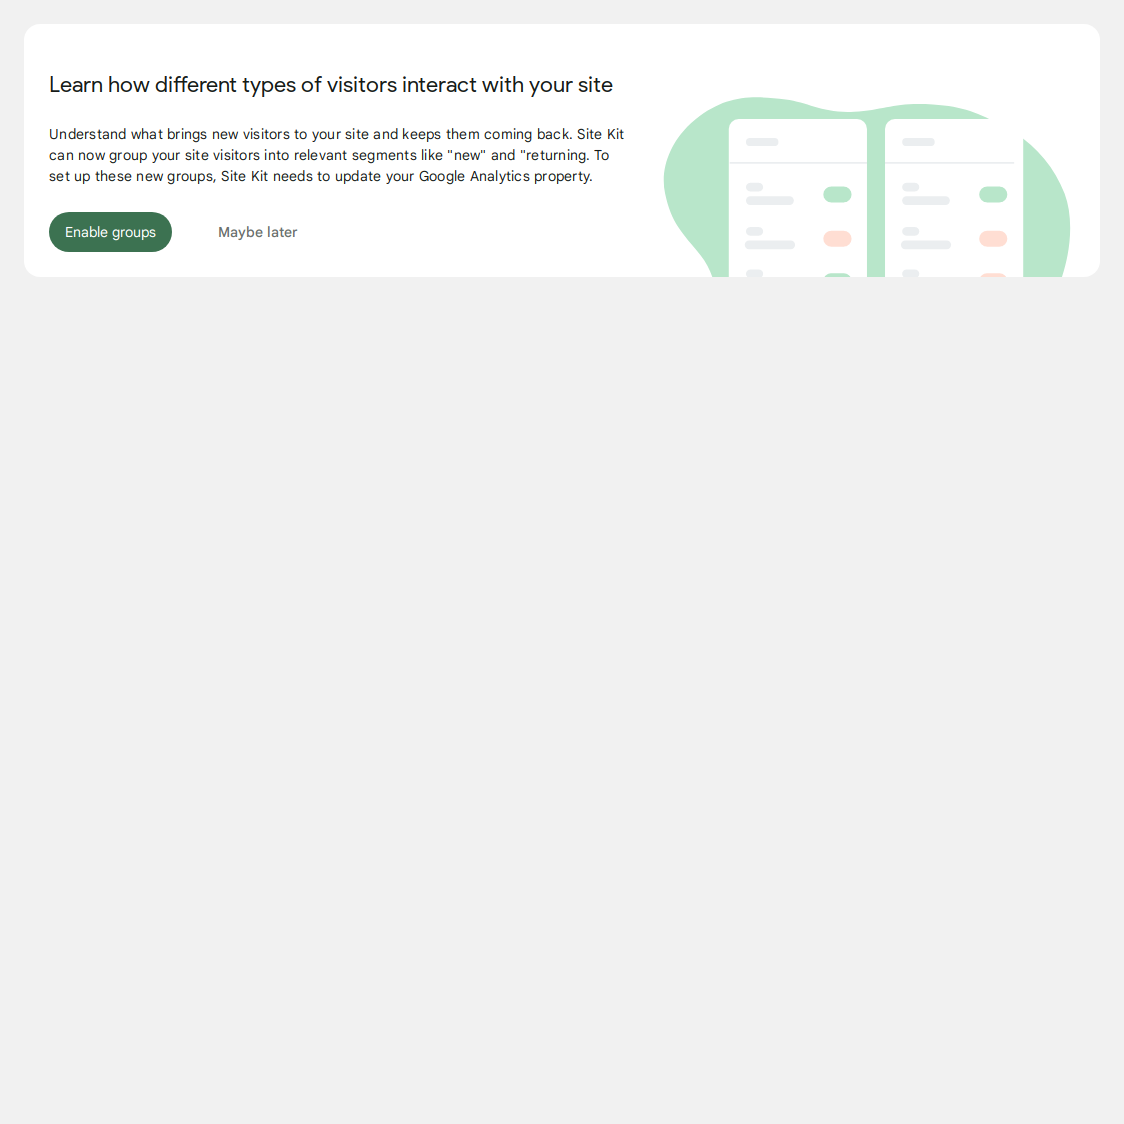 Learn how different types of visitors interact with your site
Understand what brings new visitors to your site and keeps them coming back. Site Kit
can now group your site visitors into relevant segments like "new" and "returning. To
set up these new groups, Site Kit needs to update your Google Analytics property.
Enable groups
Maybe later